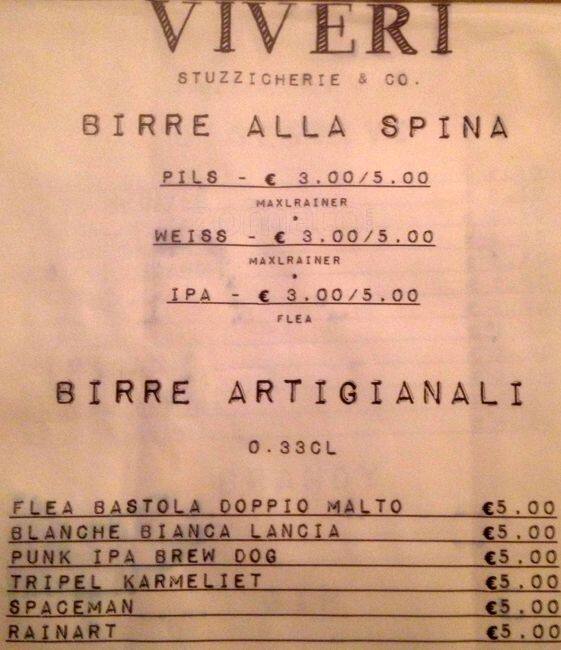 VIVERI
STUZZICHERIE & CO.
BIRRE ALLA SPINA
PILS - € 3.00/5.00
MAXLRAINER
•
WEISS - € 3.00/5.00
MAXLRAINER
•
IPA - € 3.00/5.00
FLEA
BIRRE ARTIGIANALI
0.33CL
FLEA BASTOLA DOPPIO MALTO €5.00
BLANCHE BIANCA LANCIA €5.00
PUNK IPA BREW DOG €5.00
TRIPEL KARMELIET €5.00
SPACEMAN €5.00
RAINART €5.00